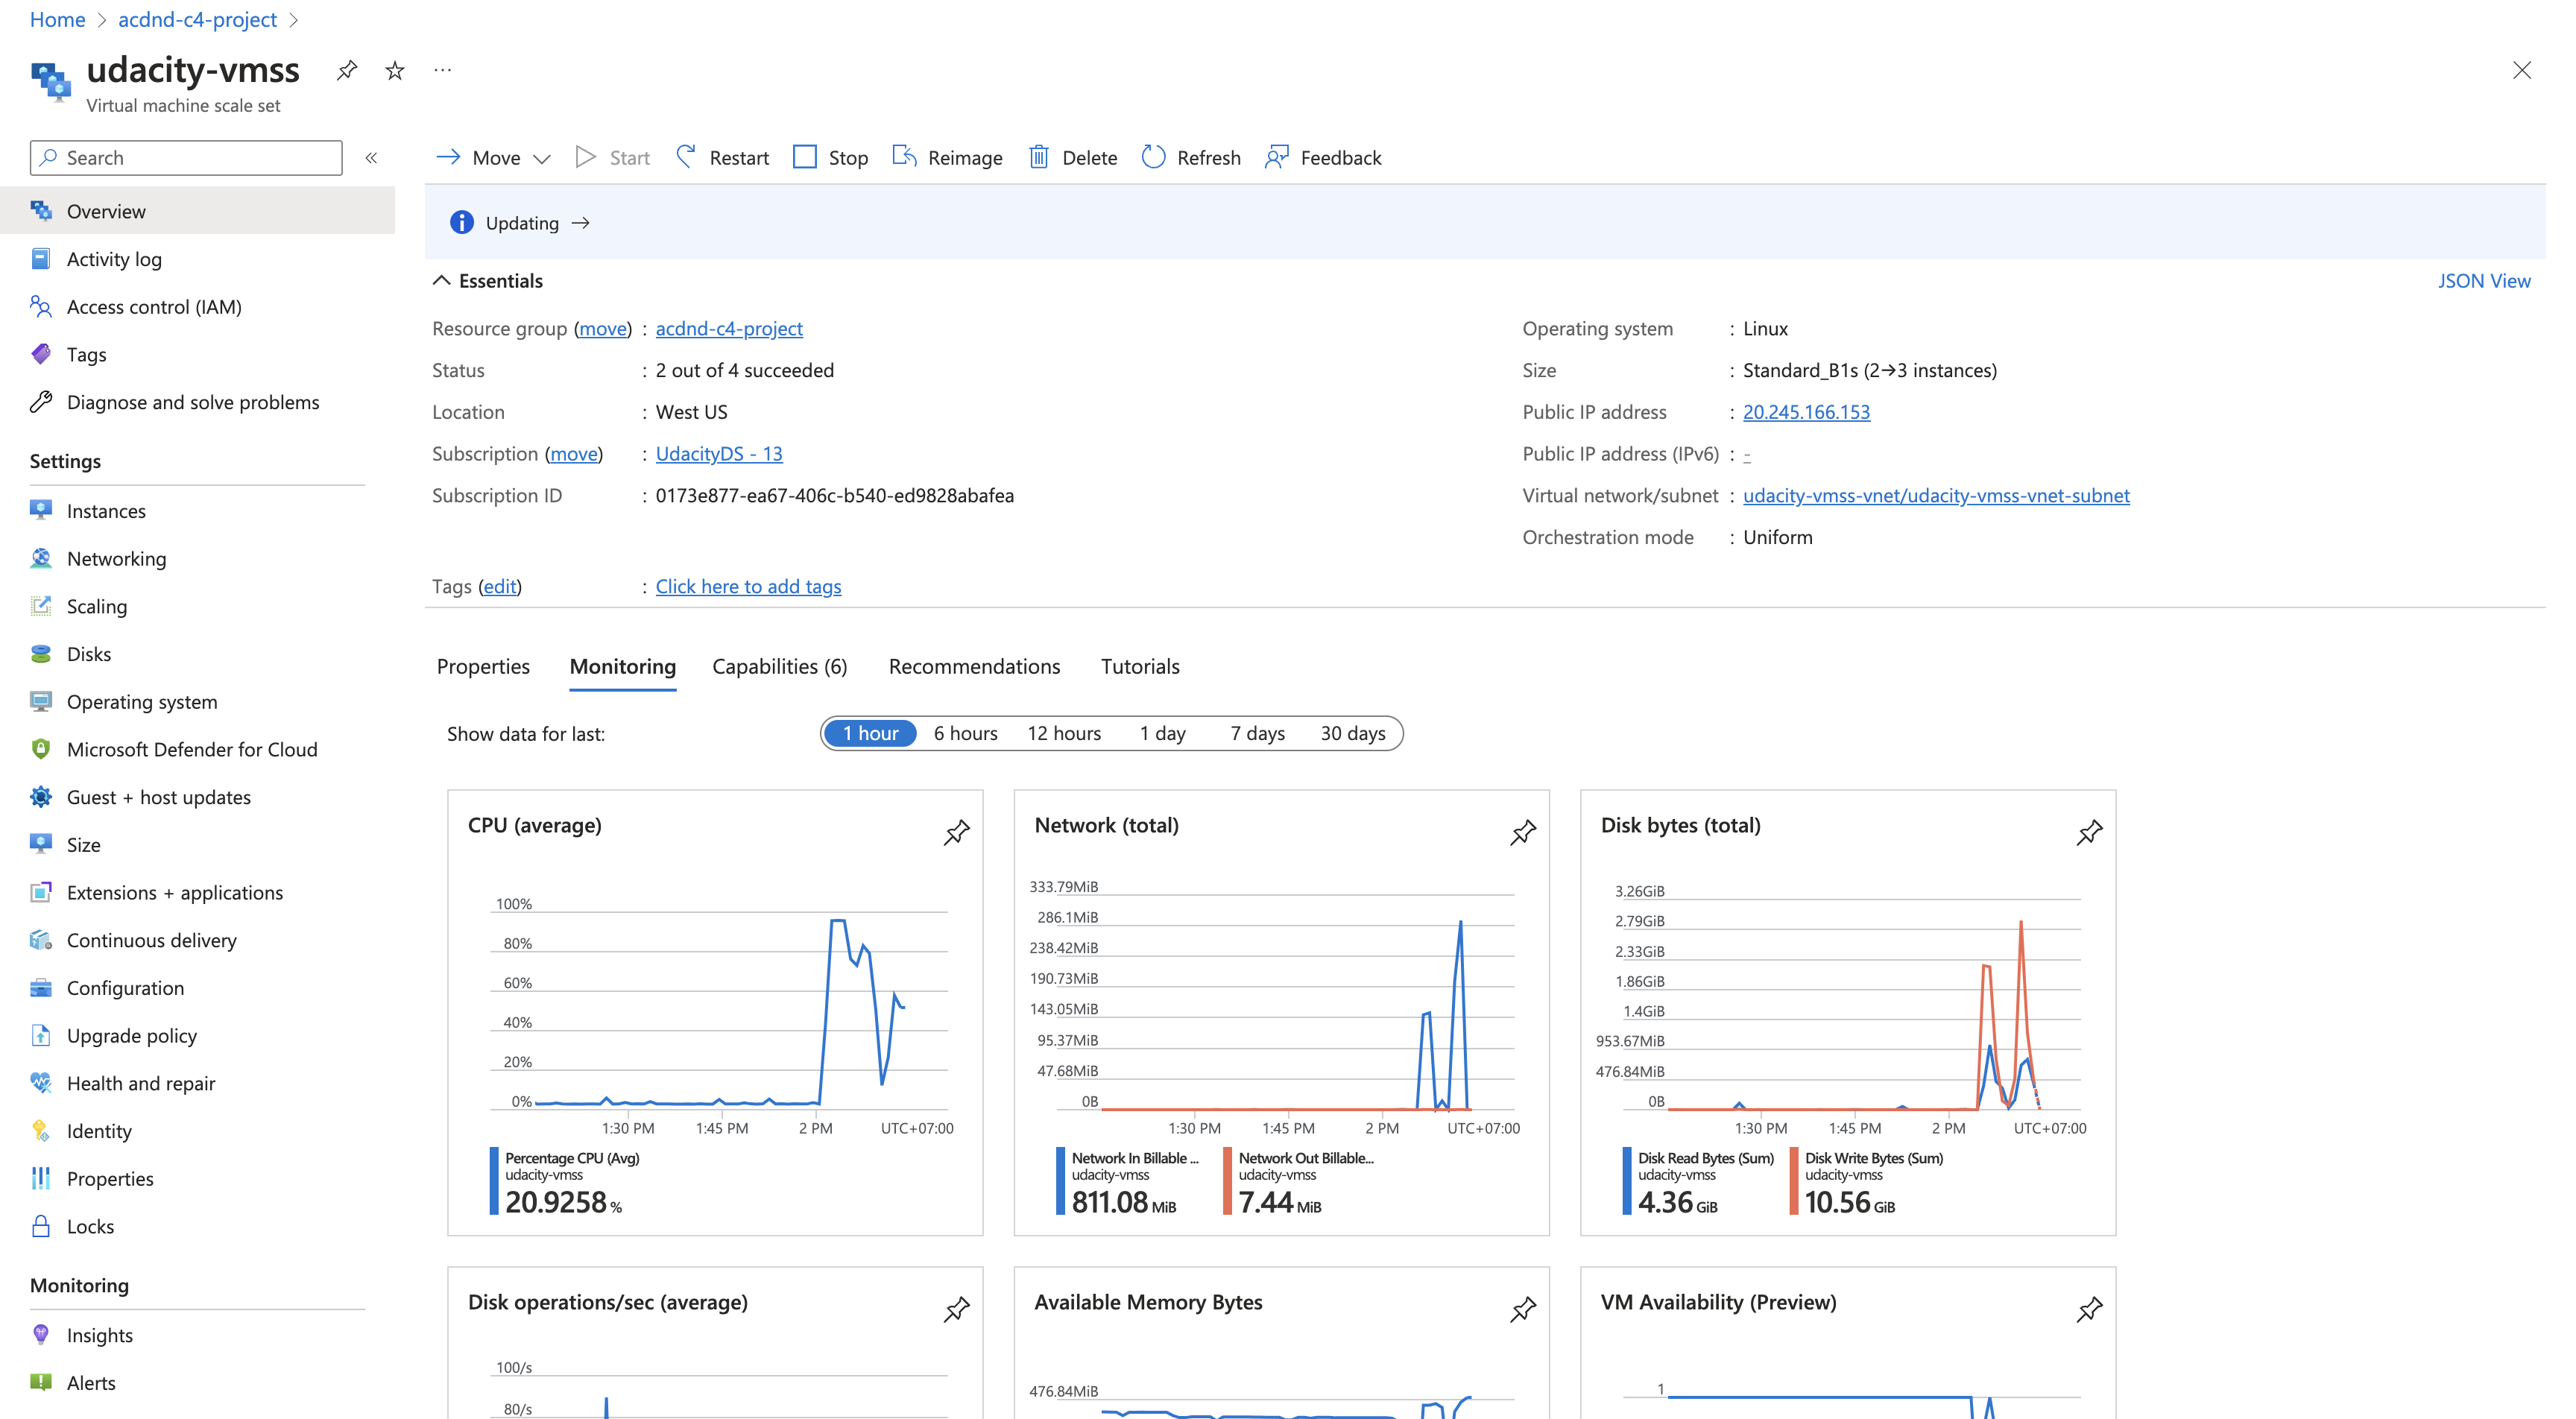 Home > acdnd-c4-project >
udacity-vmss
Virtual machine scale set
Search
Overview
Activity log
Access control (IAM)
Tags
Diagnose and solve problems
Settings
Instances
Networking
Scaling
Disks
Operating system
Microsoft Defender for Cloud
Guest + host updates
Size
Extensions + applications
Continuous delivery
Configuration
Upgrade policy
Health and repair
Identity
Properties
Locks
Monitoring
Insights
Alerts
Move Start Restart Stop Reimage Delete Refresh Feedback
Updating →
Essentials
JSON View
Resource group (move) : acdnd-c4-project
Status : 2 out of 4 succeeded
Location : West US
Subscription (move) : UdacityDS - 13
Subscription ID : 0173e877-ea67-406c-b540-ed9828abafea
Operating system : Linux
Size : Standard_B1s (2→3 instances)
Public IP address : 20.245.166.153
Public IP address (IPv6) : -
Virtual network/subnet : udacity-vmss-vnet/udacity-vmss-vnet-subnet
Orchestration mode : Uniform
Tags (edit) : Click here to add tags
Properties Monitoring Capabilities (6) Recommendations Tutorials
Show data for last: 1 hour 6 hours 12 hours 1 day 7 days 30 days
CPU (average)
100%
80%
60%
40%
20%
0%
1:30 PM 1:45 PM 2 PM UTC+07:00
Percentage CPU (Avg)
udacity-vmss
20.9258 %
Network (total)
333.79MiB
286.1MiB
238.42MiB
190.73MiB
143.05MiB
95.37MiB
47.68MiB
0B
1:30 PM 1:45 PM 2 PM UTC+07:00
Network In Billable ...
udacity-vmss
811.08 MiB
Network Out Billable...
udacity-vmss
7.44 MiB
Disk bytes (total)
3.26GiB
2.79GiB
2.33GiB
1.86GiB
1.4GiB
953.67MiB
476.84MiB
0B
1:30 PM 1:45 PM 2 PM UTC+07:00
Disk Read Bytes (Sum)
udacity-vmss
4.36 GiB
Disk Write Bytes (Sum)
udacity-vmss
10.56 GiB
Disk operations/sec (average)
100/s
80/s
Available Memory Bytes
476.84MiB
VM Availability (Preview)
1